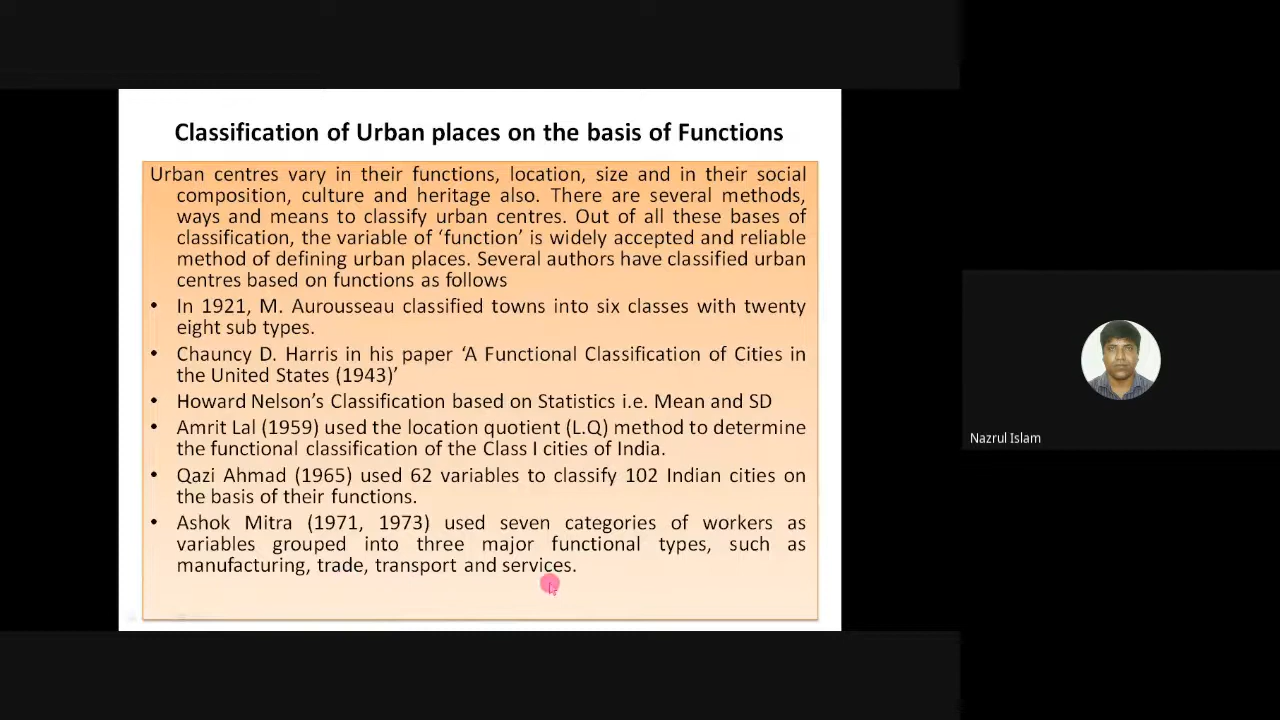 Classification of Urban places on the basis of Functions
Urban centres vary in their functions, location, size and in their social
composition, culture and heritage also. There are several methods,
ways and means to classify urban centres. Out of all these bases of
classification, the variable of ‘function’ is widely accepted and reliable
method of defining urban places. Several authors have classified urban
centres based on functions as follows
• In 1921, M. Aurousseau classified towns into six classes with twenty
eight sub types.
• Chauncy D. Harris in his paper ‘A Functional Classification of Cities in
the United States (1943)’
• Howard Nelson’s Classification based on Statistics i.e. Mean and SD
• Amrit Lal (1959) used the location quotient (L.Q) method to determine
the functional classification of the Class I cities of India.
• Qazi Ahmad (1965) used 62 variables to classify 102 Indian cities on
the basis of their functions.
• Ashok Mitra (1971, 1973) used seven categories of workers as
variables grouped into three major functional types, such as
manufacturing, trade, transport and services.
Nazrul Islam